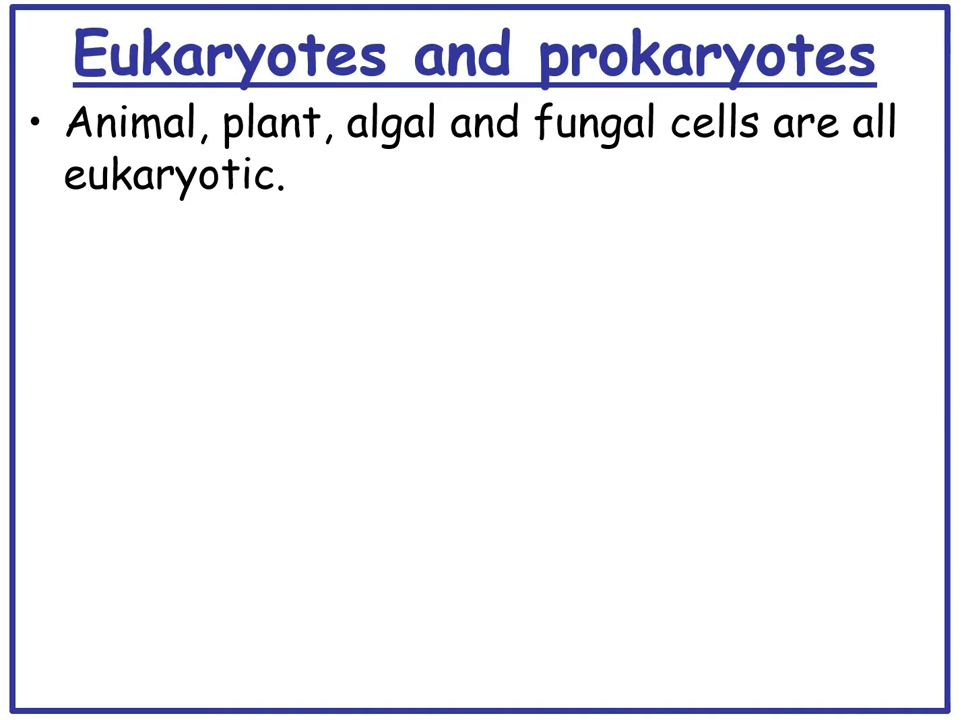 Eukaryotes and prokaryotes
• Animal, plant, algal and fungal cells are all
eukaryotic.